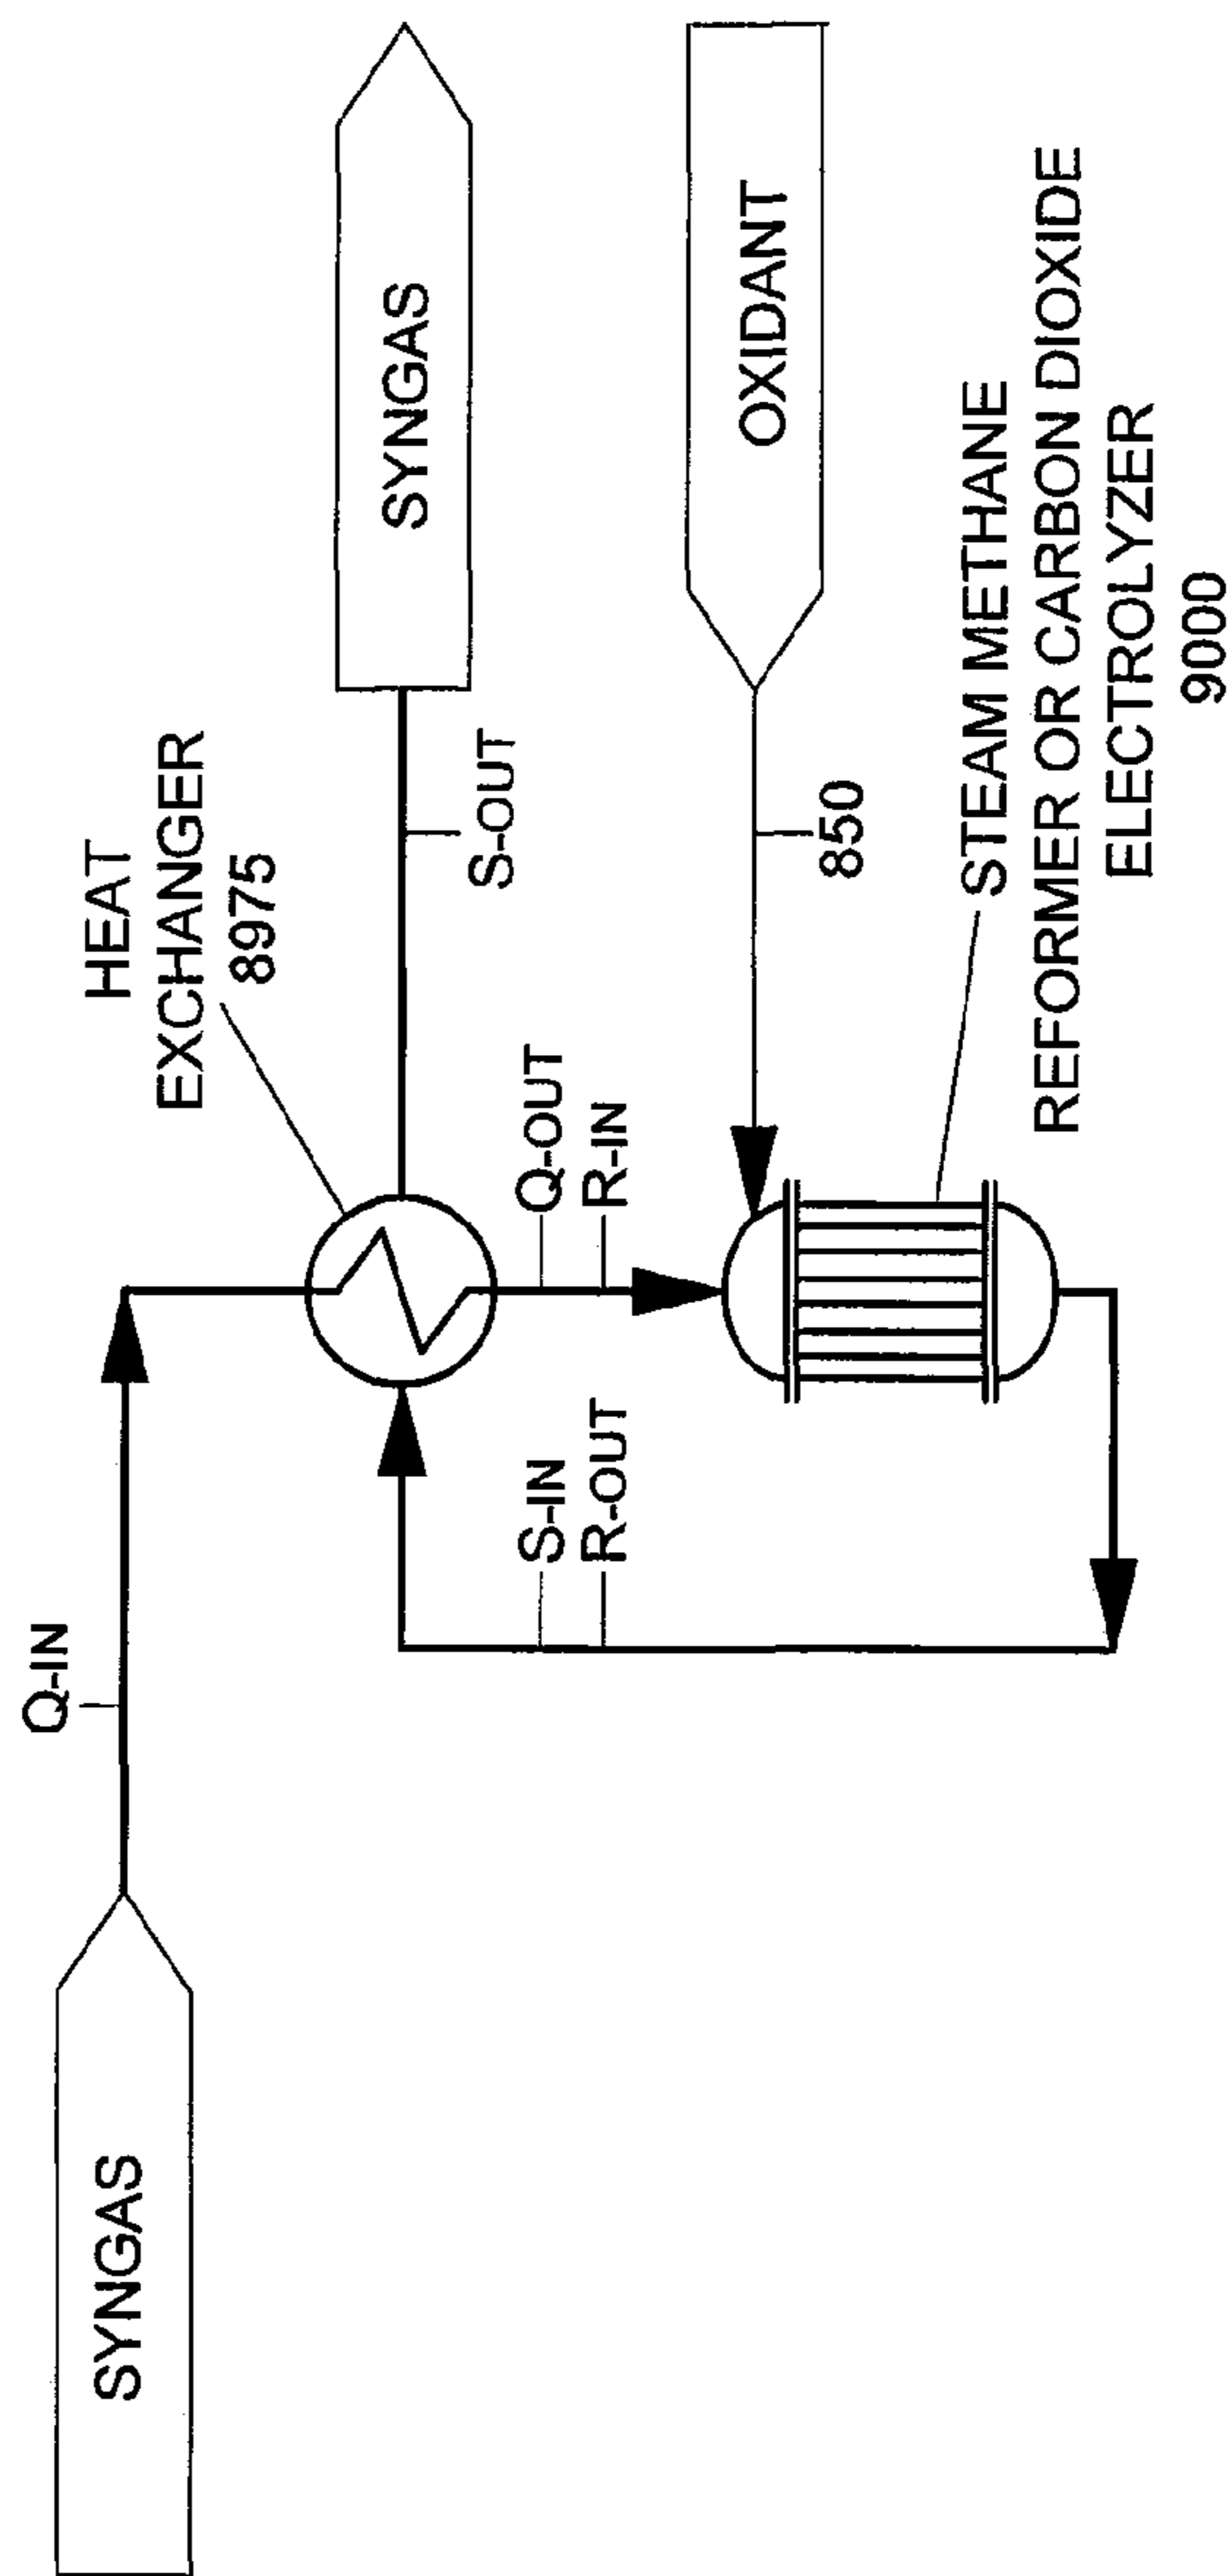 Q-IN
SYNGAS
HEAT
EXCHANGER
8975
SYNGAS
S-OUT
S-IN
R-OUT
Q-OUT
R-IN
OXIDANT
850
STEAM METHANE
REFORMER OR CARBON DIOXIDE
ELECTROLYZER
9000